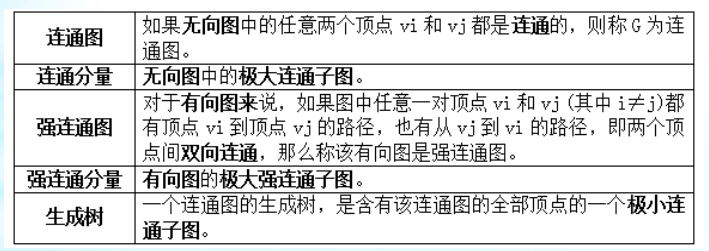 连通图
如果无向图中的任意两个顶点 vi 和 vj 都是连通的，则称G为连
通图。
连通分量
无向图中的极大连通子图。
强连通图
对于有向图来说，如果图中任意一对顶点 vi 和 vj (其中 i≠j)都
有顶点 vi 到顶点 vj 的路径，也有从 vj 到 vi 的路径，即两个顶
点间双向连通，那么称该有向图是强连通图。
强连通分量
有向图的极大强连通子图。
生成树
一个连通图的生成树，是含有该连通图的全部顶点的一个极小连
通子图。